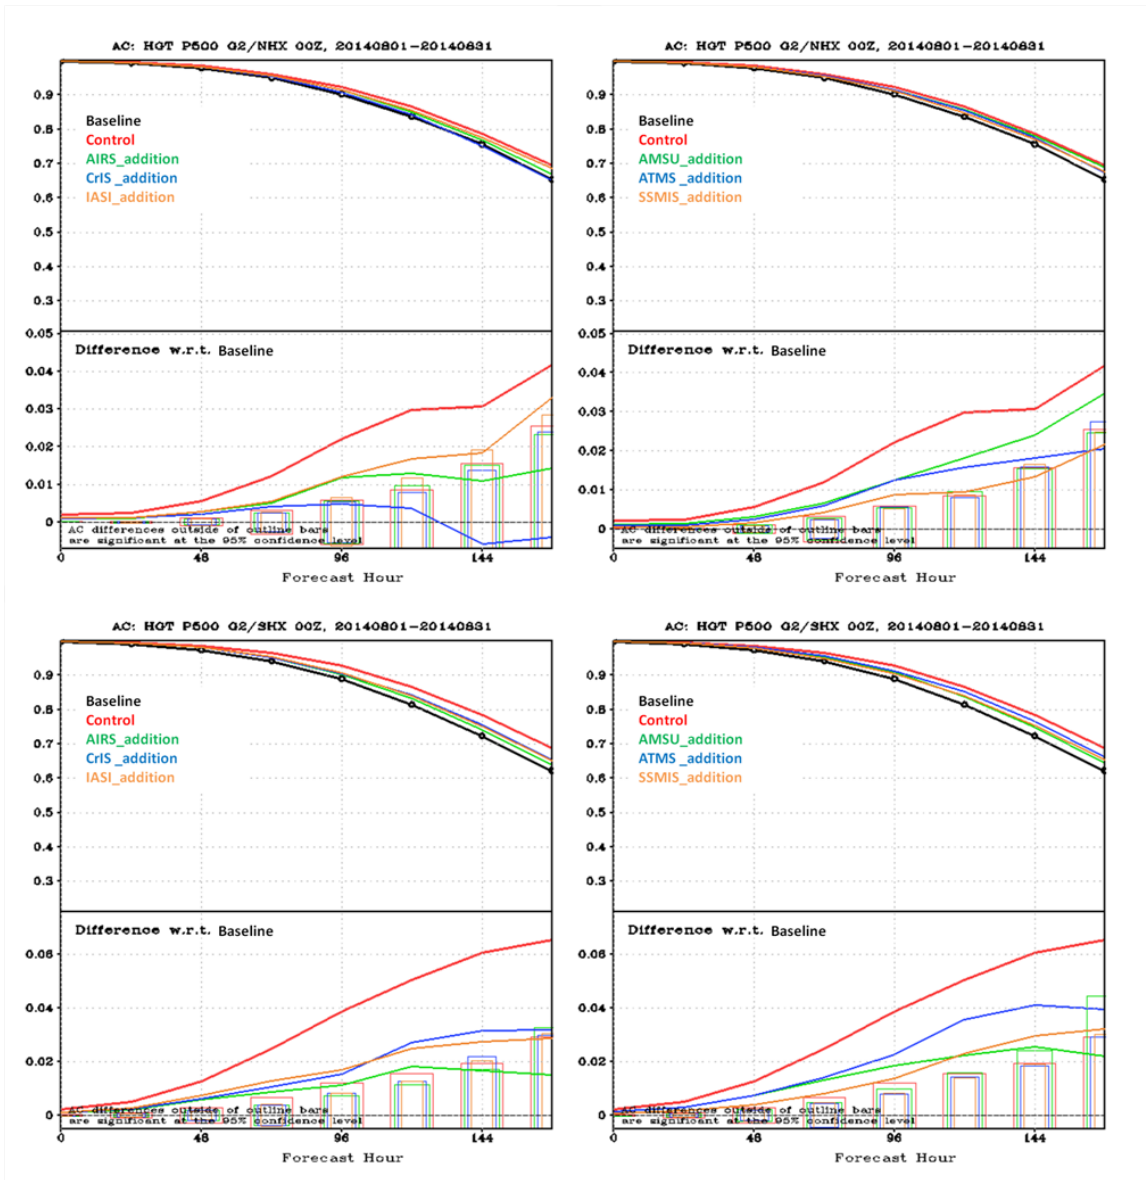 AC: HGT P500 G2/NHX 00Z, 20140801-20140831
0.9
0.8
0.7
0.6
0.5
0.4
0.3
Baseline
Control
AIRS_addition
CrIS _addition
IASI_addition
0.05
0.04
0.03
0.02
0.01
0
Difference w.r.t. Baseline
AC differences outside of outline bars
are significant at the 95% confidence level
0
48
96
144
Forecast Hour
AC: HGT P500 G2/NHX 00Z, 20140801-20140831
0.9
0.8
0.7
0.6
0.5
0.4
0.3
Baseline
Control
AMSU_addition
ATMS _addition
SSMIS_addition
0.05
0.04
0.03
0.02
0.01
0
Difference w.r.t. Baseline
AC differences outside of outline bars
are significant at the 95% confidence level
0
48
96
144
Forecast Hour
AC: HGT P500 G2/SHX 00Z, 20140801-20140831
0.9
0.8
0.7
0.6
0.5
0.4
0.3
Baseline
Control
AIRS_addition
CrIS _addition
IASI_addition
0.06
0.04
0.02
0
Difference w.r.t. Baseline
AC differences outside of outline bars
are significant at the 95% confidence level
0
48
96
144
Forecast Hour
AC: HGT P500 G2/SHX 00Z, 20140801-20140831
0.9
0.8
0.7
0.6
0.5
0.4
0.3
Baseline
Control
AMSU_addition
ATMS _addition
SSMIS_addition
0.06
0.04
0.02
0
Difference w.r.t. Baseline
AC differences outside of outline bars
are significant at the 95% confidence level
0
48
96
144
Forecast Hour